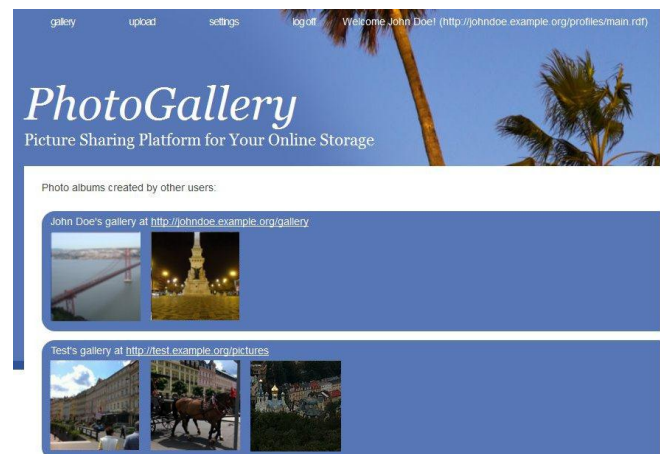 gallery upload settings log off Welcome John Doe! (http://johndoe.example.org/profiles/main.rdf)
PhotoGallery
Picture Sharing Platform for Your Online Storage
Photo albums created by other users:
John Doe's gallery at http://johndoe.example.org/gallery
Test's gallery at http://test.example.org/pictures